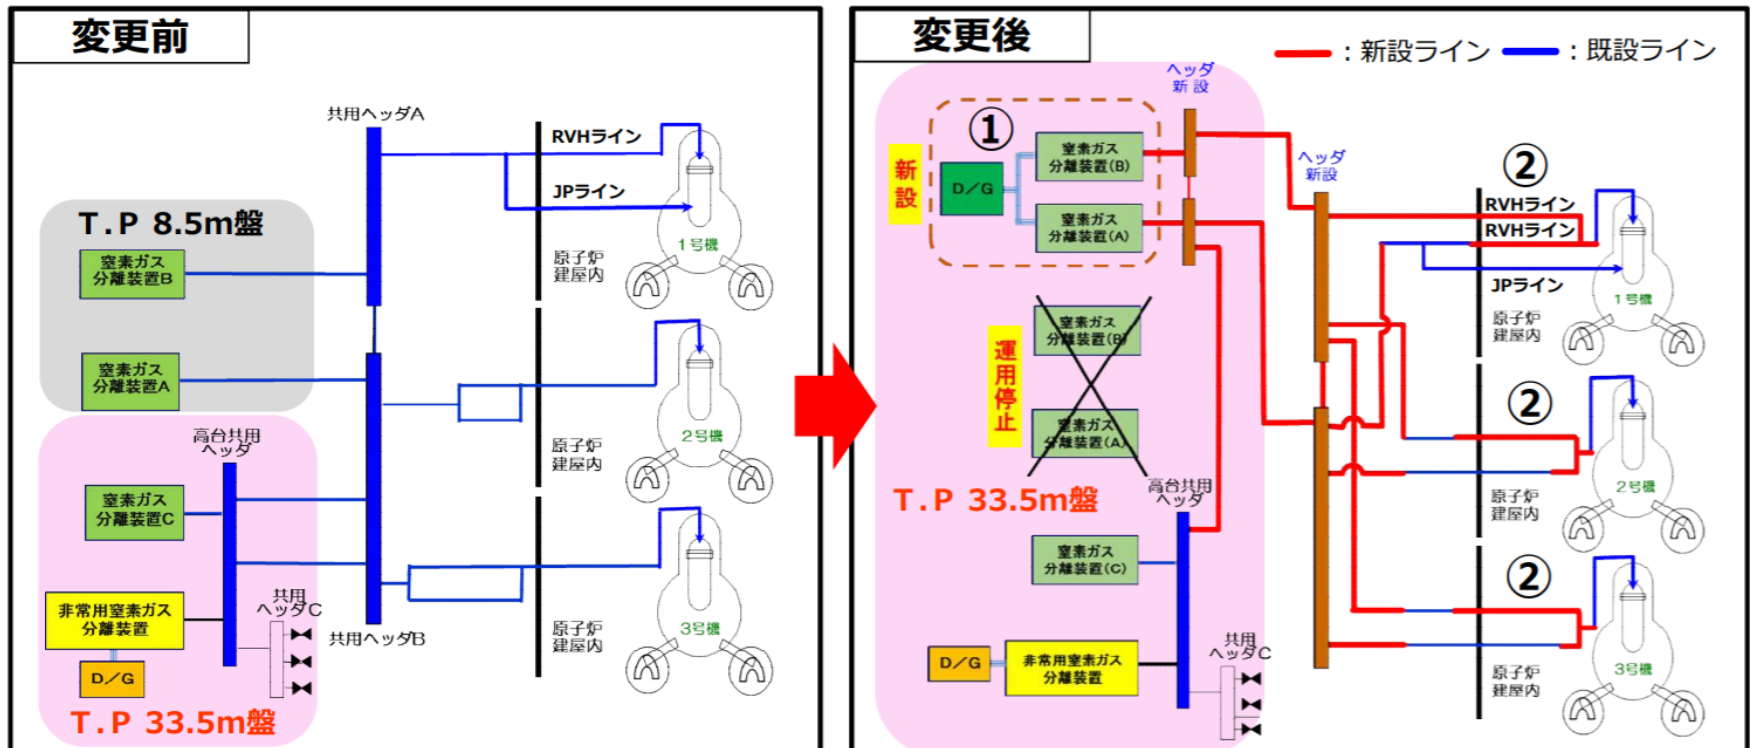 変更前
共用ヘッダA
RVHライン
JPライン
1号機
原子炉
建屋内
T.P 8.5m盤
窒素ガス
分離装置B
窒素ガス
分離装置A
2号機
原子炉
建屋内
高台共用
ヘッダ
窒素ガス
分離装置C
非常用窒素ガス
分離装置
D/G
共用
ヘッダC
共用ヘッダB
3号機
原子炉
建屋内
T.P 33.5m盤
変更後
:新設ライン
:既設ライン
ヘッダ
新設
①
新設
D/G
窒素ガス
分離装置(B)
窒素ガス
分離装置(A)
ヘッダ
新設
②
RVHライン
RVHライン
JPライン
1号機
原子炉
建屋内
運用停止
窒素ガス
分離装置(B)
窒素ガス
分離装置(A)
②
2号機
原子炉
建屋内
T.P 33.5m盤
高台共用
ヘッダ
窒素ガス
分離装置(C)
D/G
非常用窒素ガス
分離装置
共用
ヘッダC
②
3号機
原子炉
建屋内